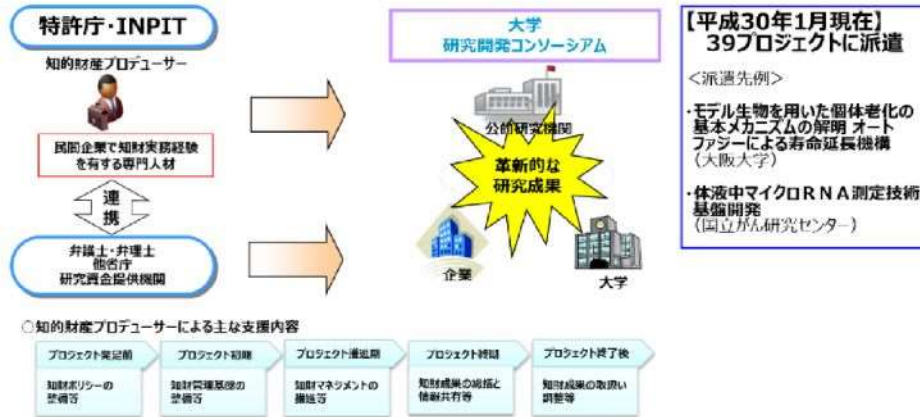 特許庁・INPIT
知的財産プロデューサー
民間企業で知財実務経験
を有する専門人材
連
携
弁護士・弁理士
他省庁
研究資金提供機関
大学
研究開発コンソーシアム
公的研究機関
革新的な
研究成果
企業
大学
【平成30年1月現在】
39プロジェクトに派遣
<派遣先例>
・モデル生物を用いた個体老化の
基本メカニズムの解明 オート
ファジーによる寿命延長機構
(大阪大学)
・体液中マイクロRNA測定技術
基盤開発
(国立がん研究センター)
○知的財産プロデューサーによる主な支援内容
プロジェクト発足前
知財ポリシーの
整備等
プロジェクト初期
知財管理基盤の
整備等
プロジェクト推進期
知財マネジメントの
推進等
プロジェクト終期
知財成果の総括と
情報共有等
プロジェクト終了後
知財成果の取扱い
調整等